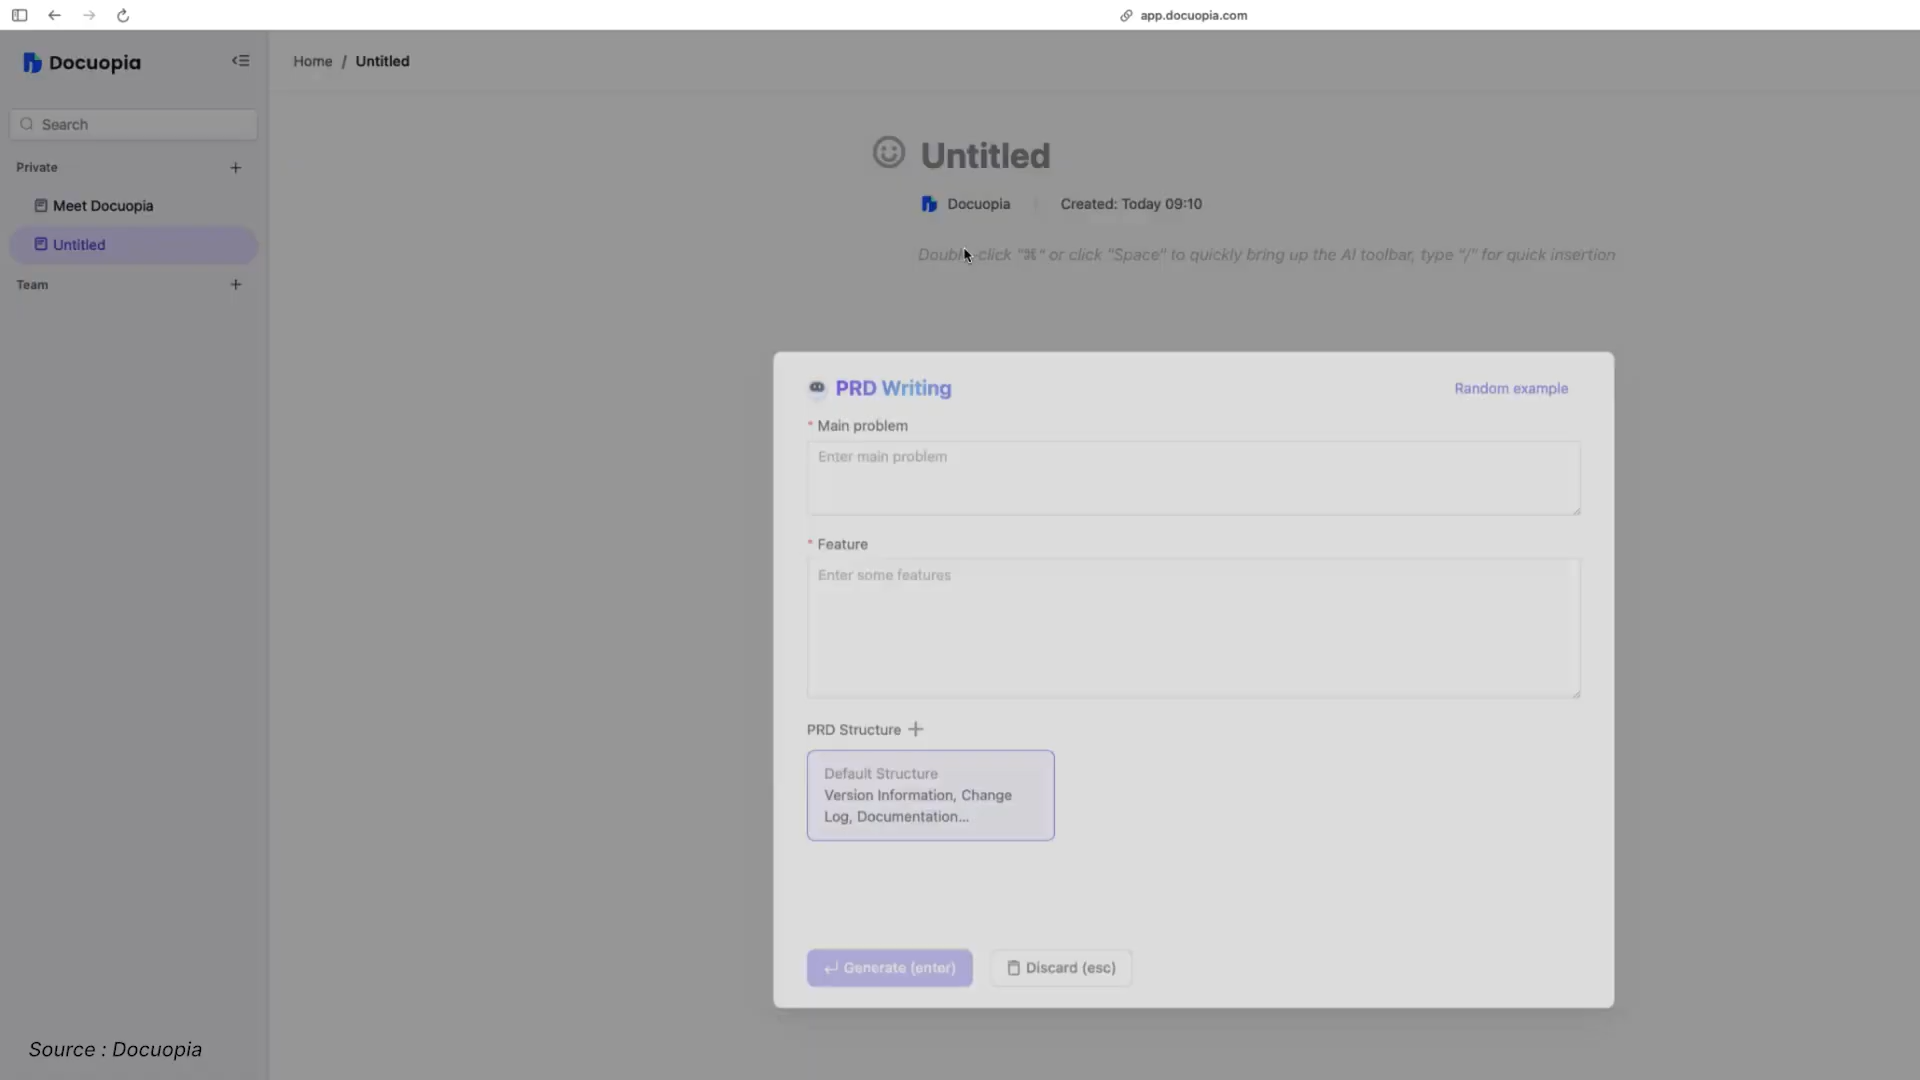 app.docuopia.com
Docuopia
Home / Untitled
Search
Private
Meet Docuopia
Untitled
Team
Untitled
Docuopia
Created: Today 09:10
Double-click "⌘" or click "Space" to quickly bring up the AI toolbar, type "/" for quick insertion
PRD Writing
Random example
* Main problem
Enter main problem
* Feature
Enter some features
PRD Structure
Default Structure
Version Information, Change
Log, Documentation...
Generate (enter)
Discard (esc)
Source : Docuopia